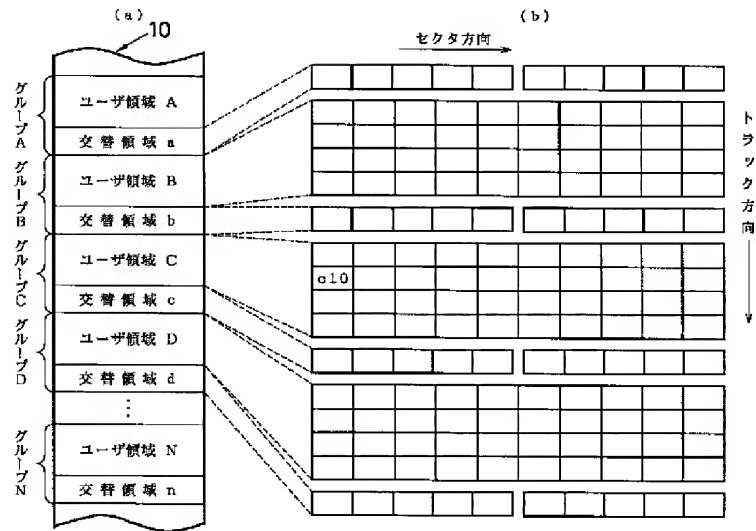 (a)
10
グループA
ユーザ領域 A
交替領域 a
グループB
ユーザ領域 B
交替領域 b
グループC
ユーザ領域 C
交替領域 c
グループD
ユーザ領域 D
交替領域 d
⋮
グループN
ユーザ領域 N
交替領域 n
(b)
セクタ方向
トラック方向
c10